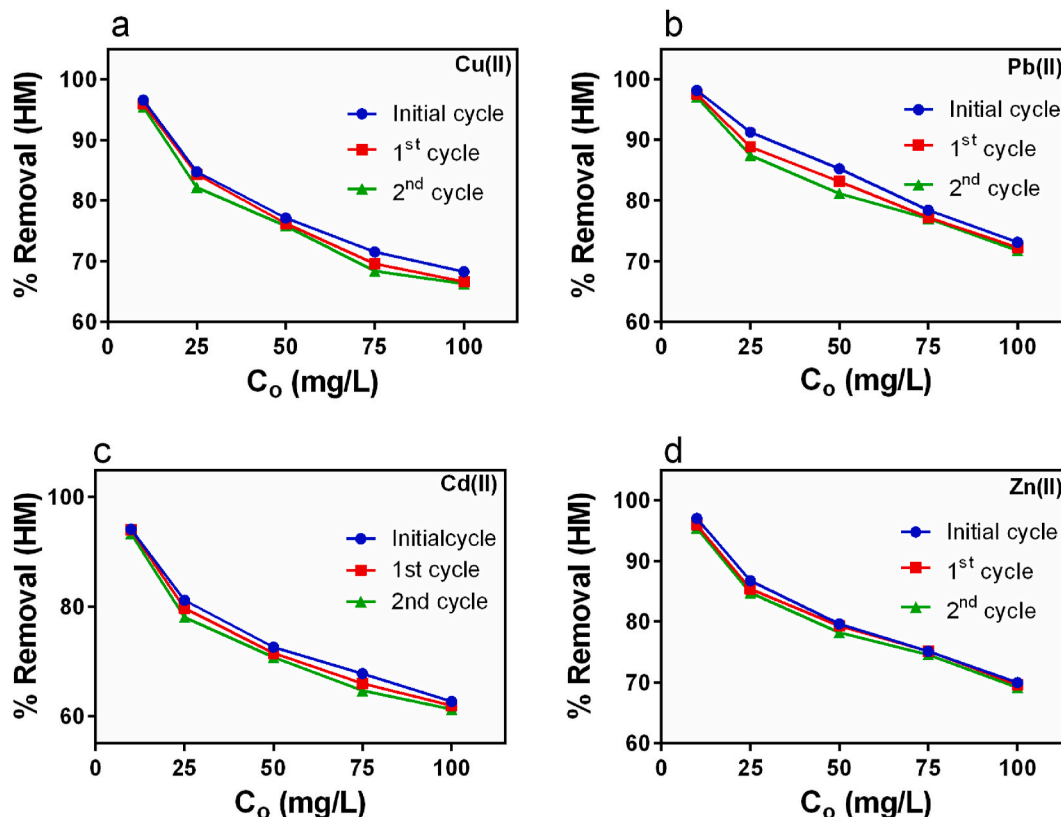 a
Cu(II)
% Removal (HM)
100
90
80
70
60
Initial cycle
1st cycle
2nd cycle
0 25 50 75 100
Co (mg/L)
b
Pb(II)
% Removal (HM)
100
90
80
70
60
Initial cycle
1st cycle
2nd cycle
0 25 50 75 100
Co (mg/L)
c
Cd(II)
% Removal (HM)
100
80
60
Initialcycle
1st cycle
2nd cycle
0 25 50 75 100
Co (mg/L)
d
Zn(II)
% Removal (HM)
100
90
80
70
60
Initial cycle
1st cycle
2nd cycle
0 25 50 75 100
Co (mg/L)